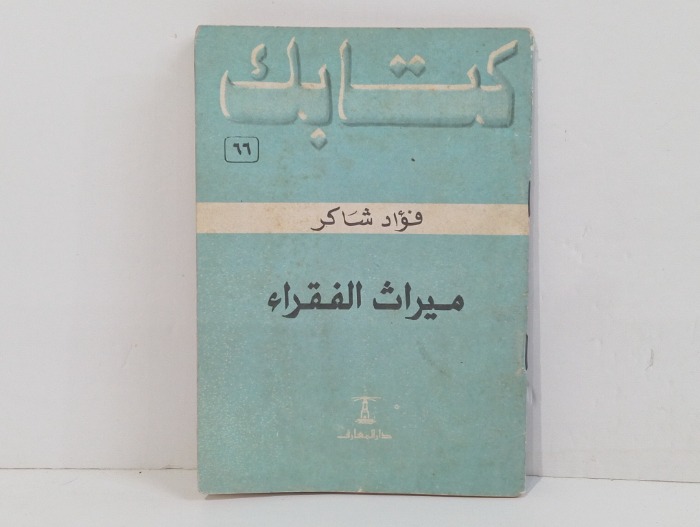 كتابك
٦٦
فؤاد شاكر
ميراث الفقراء
دار المعارف